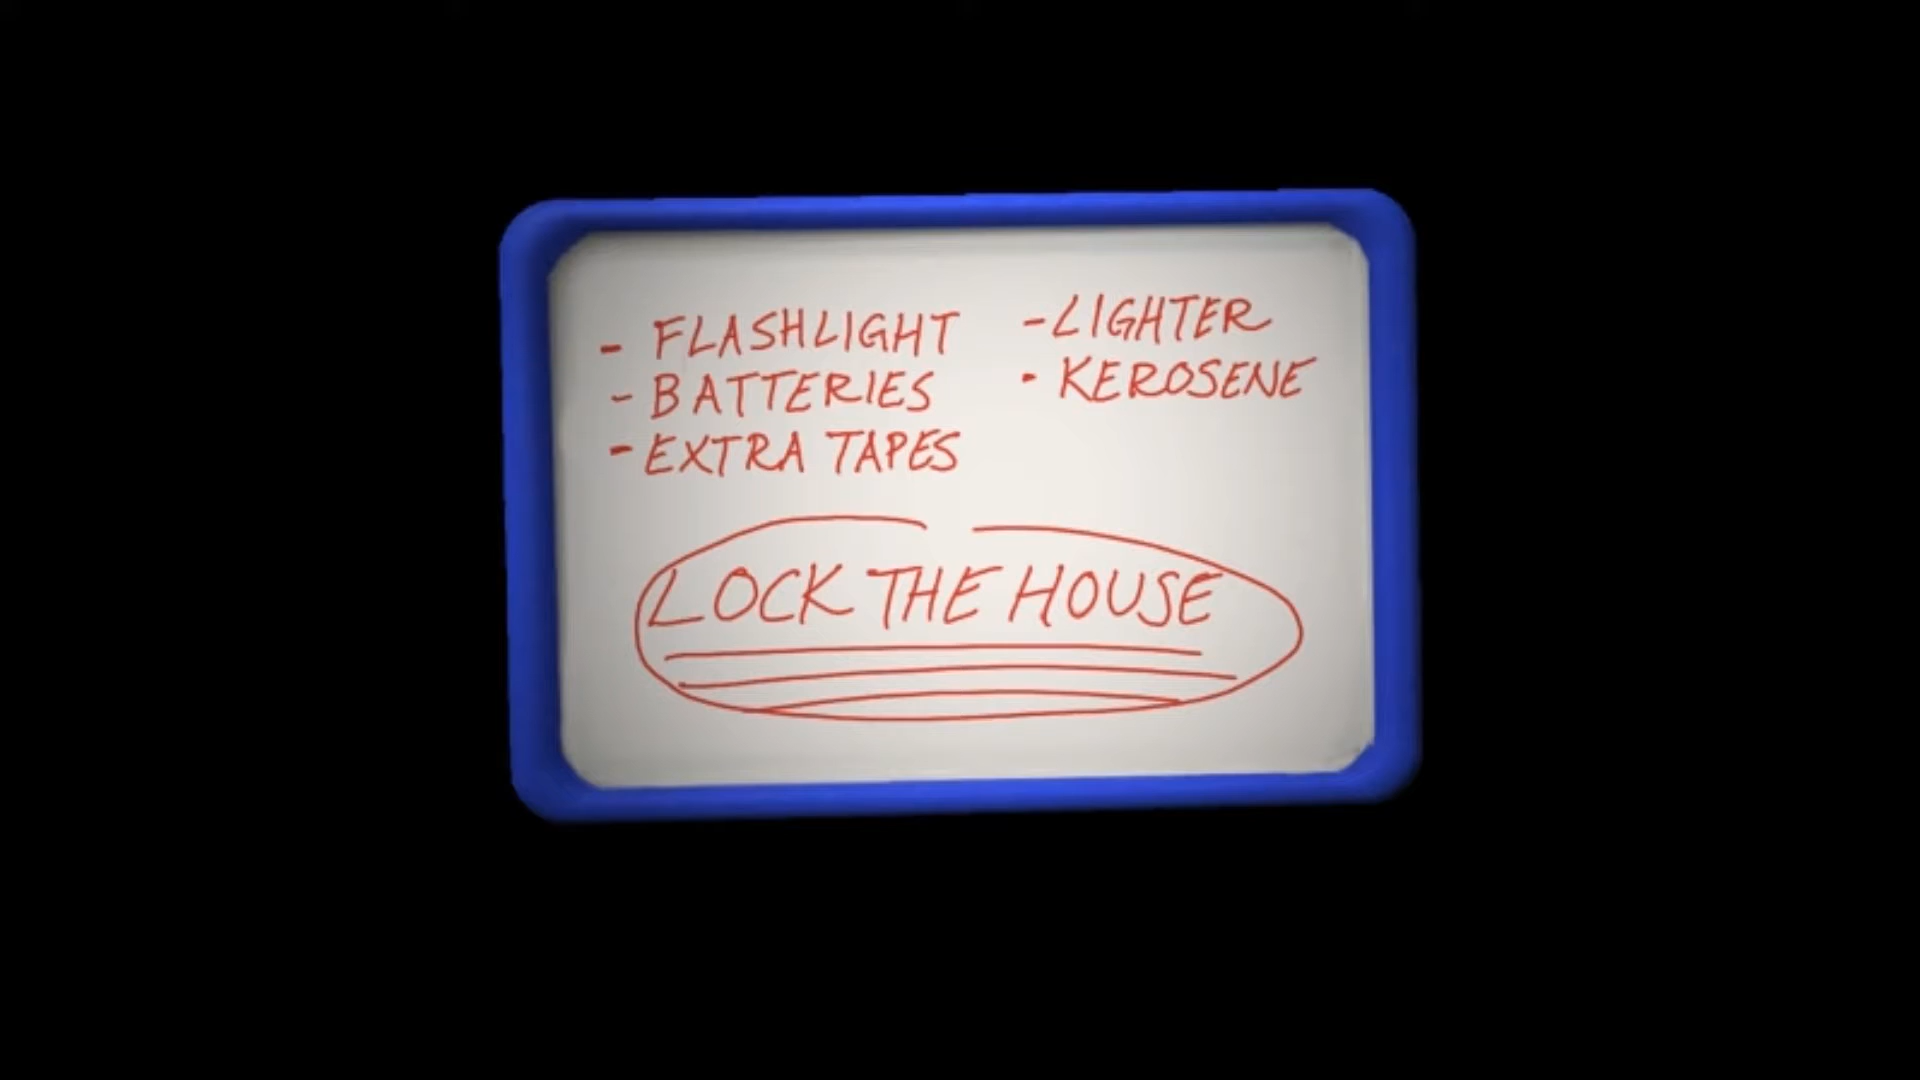 - FLASHLIGHT
- BATTERIES
- EXTRA TAPES
- LIGHTER
- KEROSENE
LOCK THE HOUSE